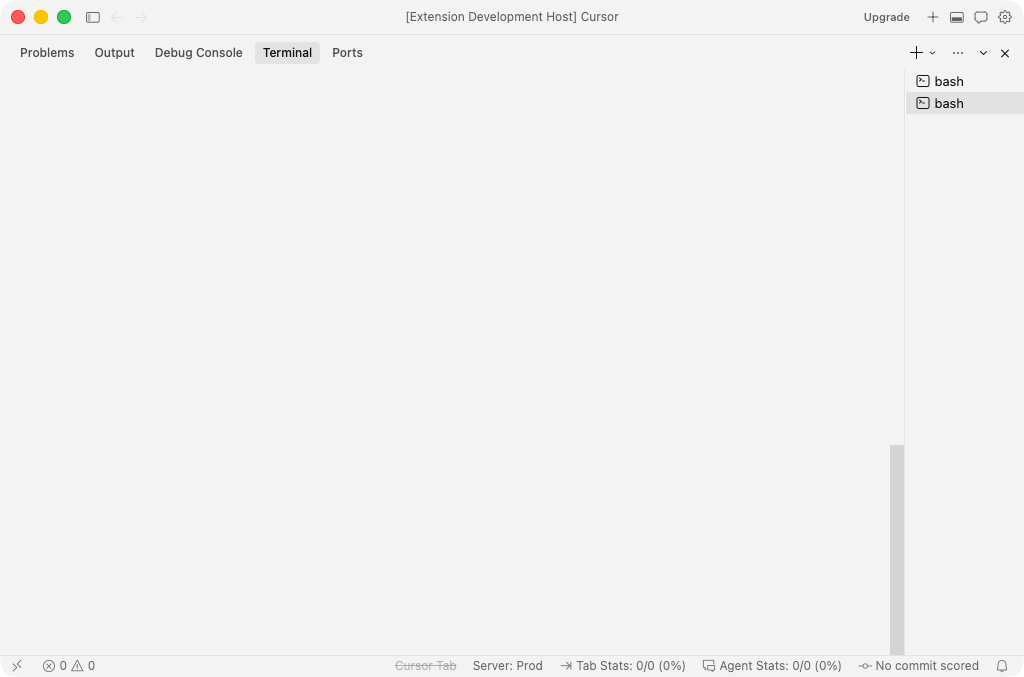 [Extension Development Host] Cursor
Upgrade
Problems Output Debug Console Terminal Ports
bash
bash
0 0 Cursor Tab Server: Prod Tab Stats: 0/0 (0%) Agent Stats: 0/0 (0%) No commit scored